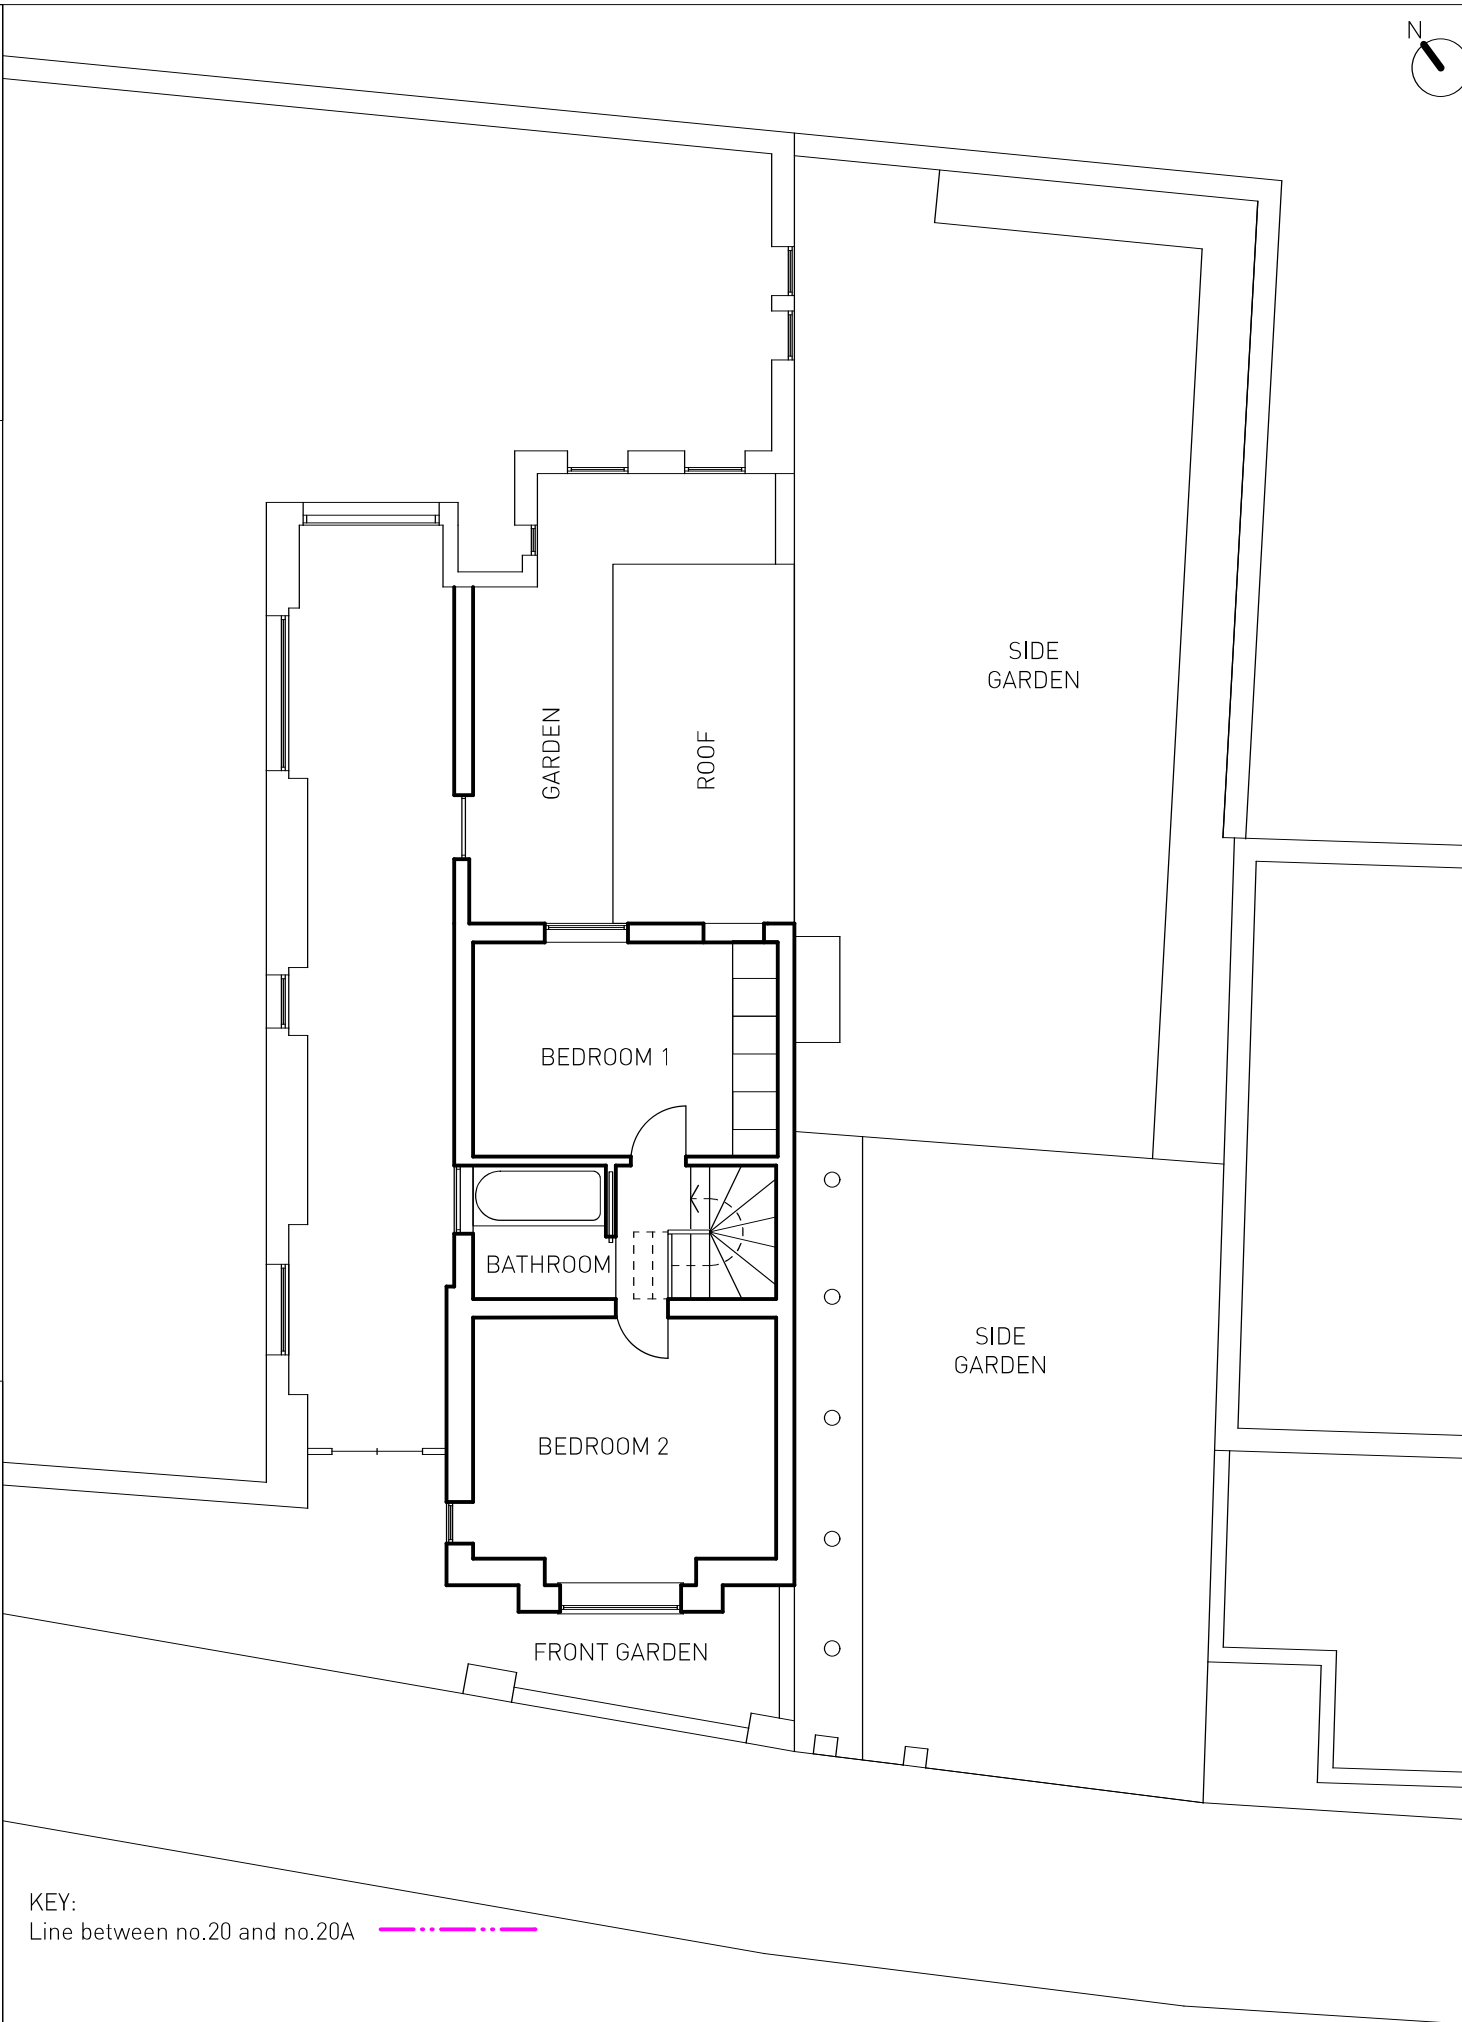 N
SIDE
GARDEN
GARDEN
ROOF
BEDROOM 1
BATHROOM
SIDE
GARDEN
BEDROOM 2
FRONT GARDEN
KEY:
Line between no.20 and no.20A